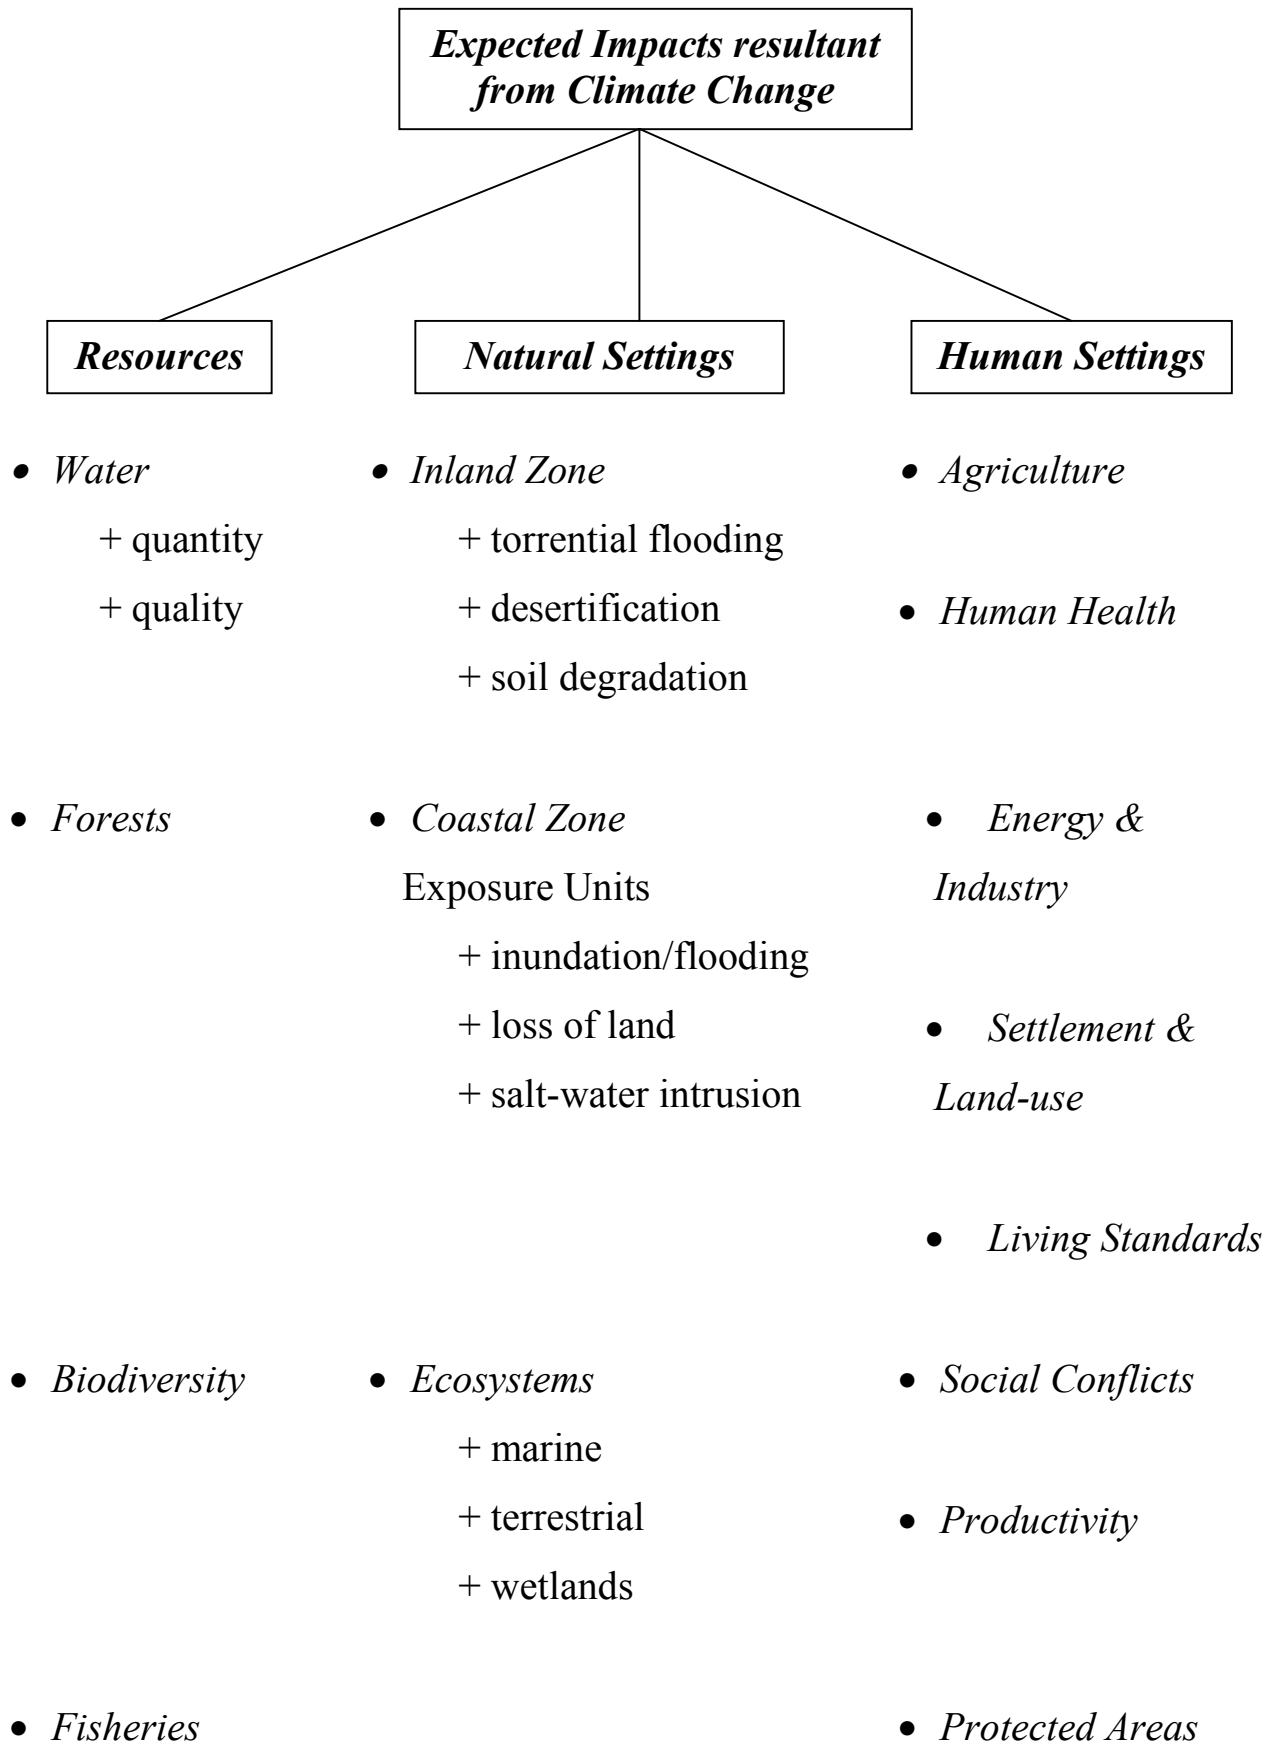 Expected Impacts resultant
from Climate Change
Resources
Natural Settings
Human Settings
• Water
+ quantity
+ quality
• Forests
• Biodiversity
• Fisheries
• Inland Zone
+ torrential flooding
+ desertification
+ soil degradation
• Coastal Zone
Exposure Units
+ inundation/flooding
+ loss of land
+ salt-water intrusion
• Ecosystems
+ marine
+ terrestrial
+ wetlands
• Agriculture
• Human Health
• Energy &
Industry
• Settlement &
Land-use
• Living Standards
• Social Conflicts
• Productivity
• Protected Areas